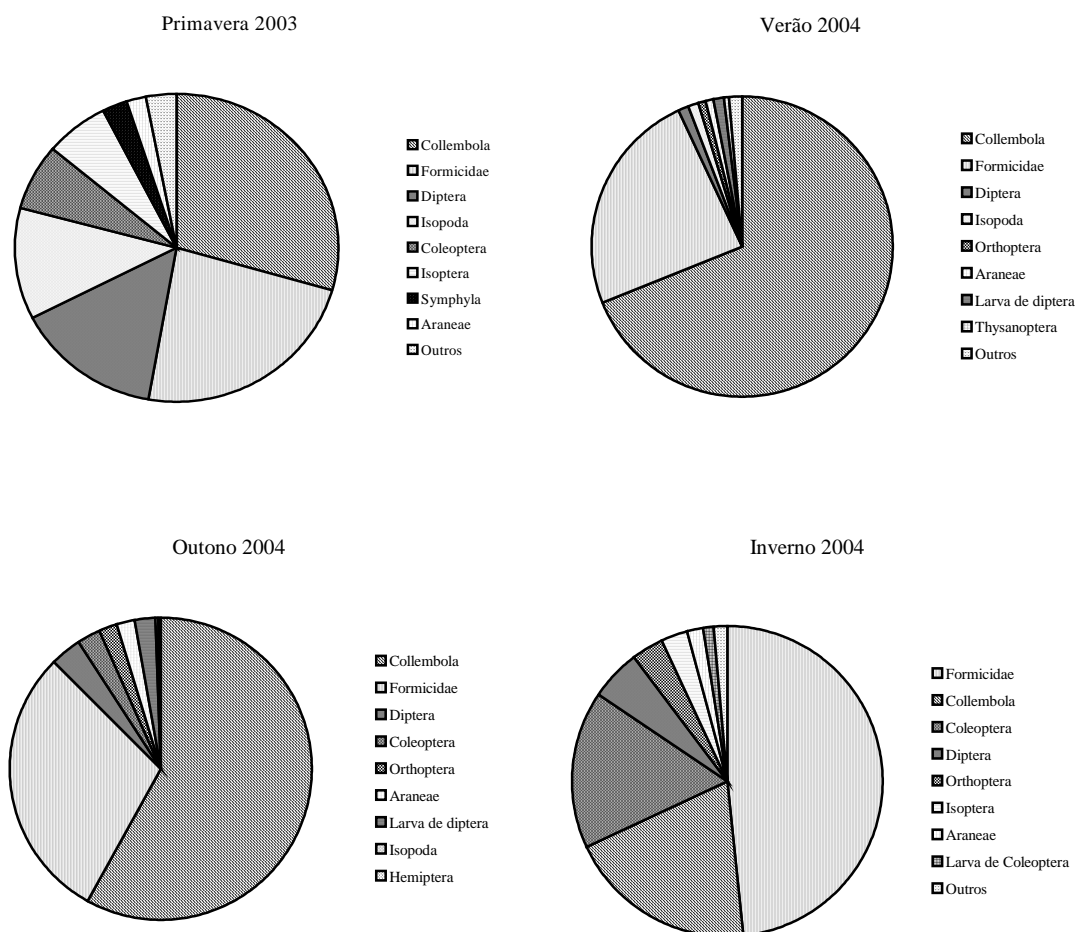 Primavera 2003
Collembola
Formicidae
Diptera
Isopoda
Coleoptera
Isoptera
Symphyla
Araneae
Outros
Verão 2004
Collembola
Formicidae
Diptera
Isopoda
Orthoptera
Araneae
Larva de diptera
Thysanoptera
Outros
Outono 2004
Collembola
Formicidae
Diptera
Coleoptera
Orthoptera
Araneae
Larva de diptera
Isopoda
Hemiptera
Inverno 2004
Formicidae
Collembola
Coleoptera
Diptera
Orthoptera
Isoptera
Araneae
Larva de Coleoptera
Outros